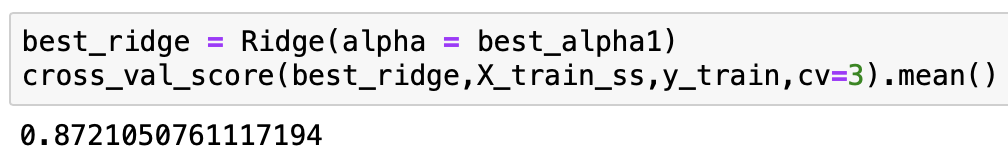 best_ridge = Ridge(alpha = best_alpha1)
cross_val_score(best_ridge,X_train_ss,y_train,cv=3).mean()
0.8721050761117194